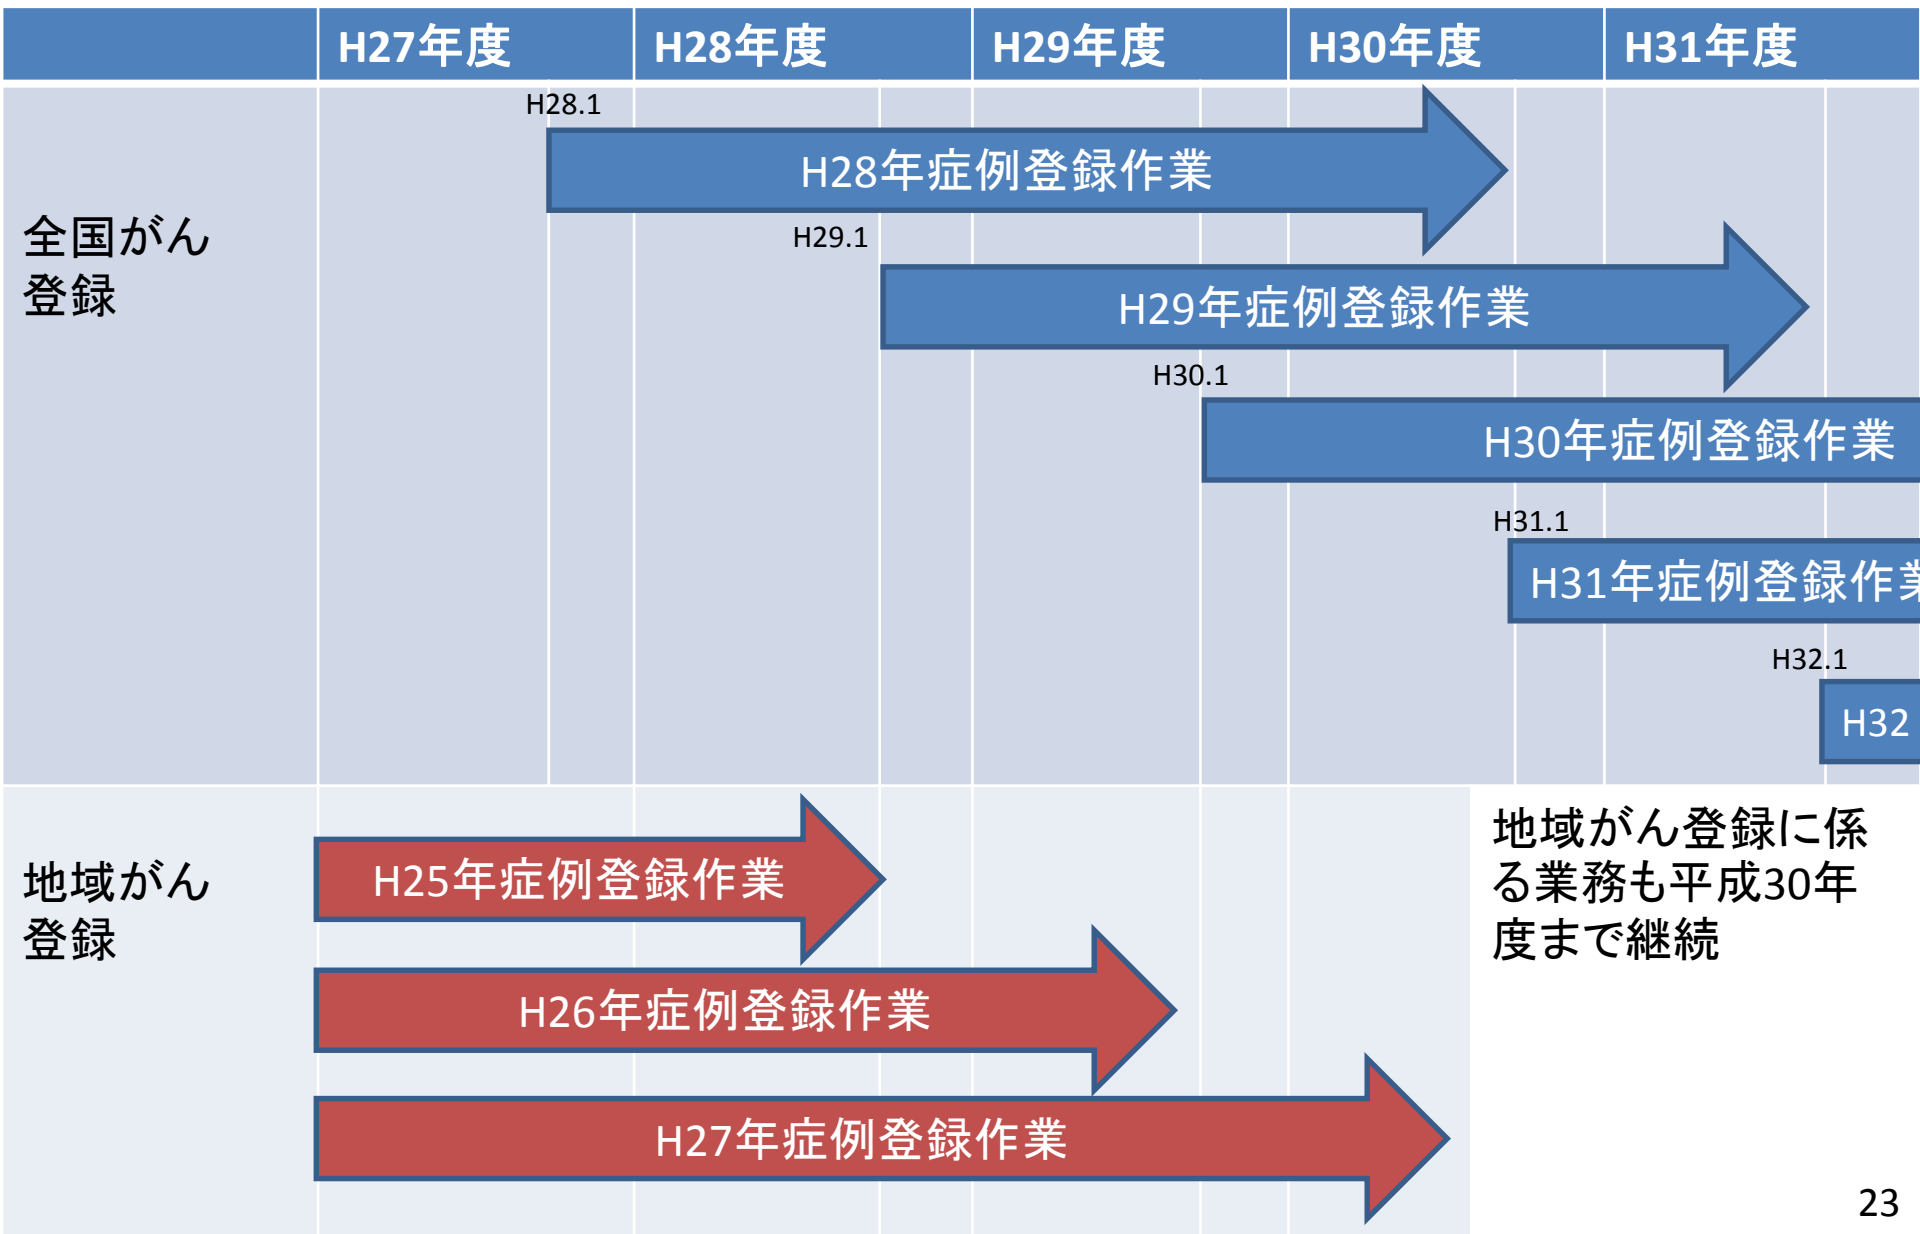 H27年度
H28年度
H29年度
H30年度
H31年度
全国がん
登録
H28.1
H28年症例登録作業
H29.1
H29年症例登録作業
H30.1
H30年症例登録作業
H31.1
H31年症例登録作業
H32.1
H32
地域がん
登録
H25年症例登録作業
H26年症例登録作業
H27年症例登録作業
地域がん登録に係
る業務も平成30年
度まで継続
23